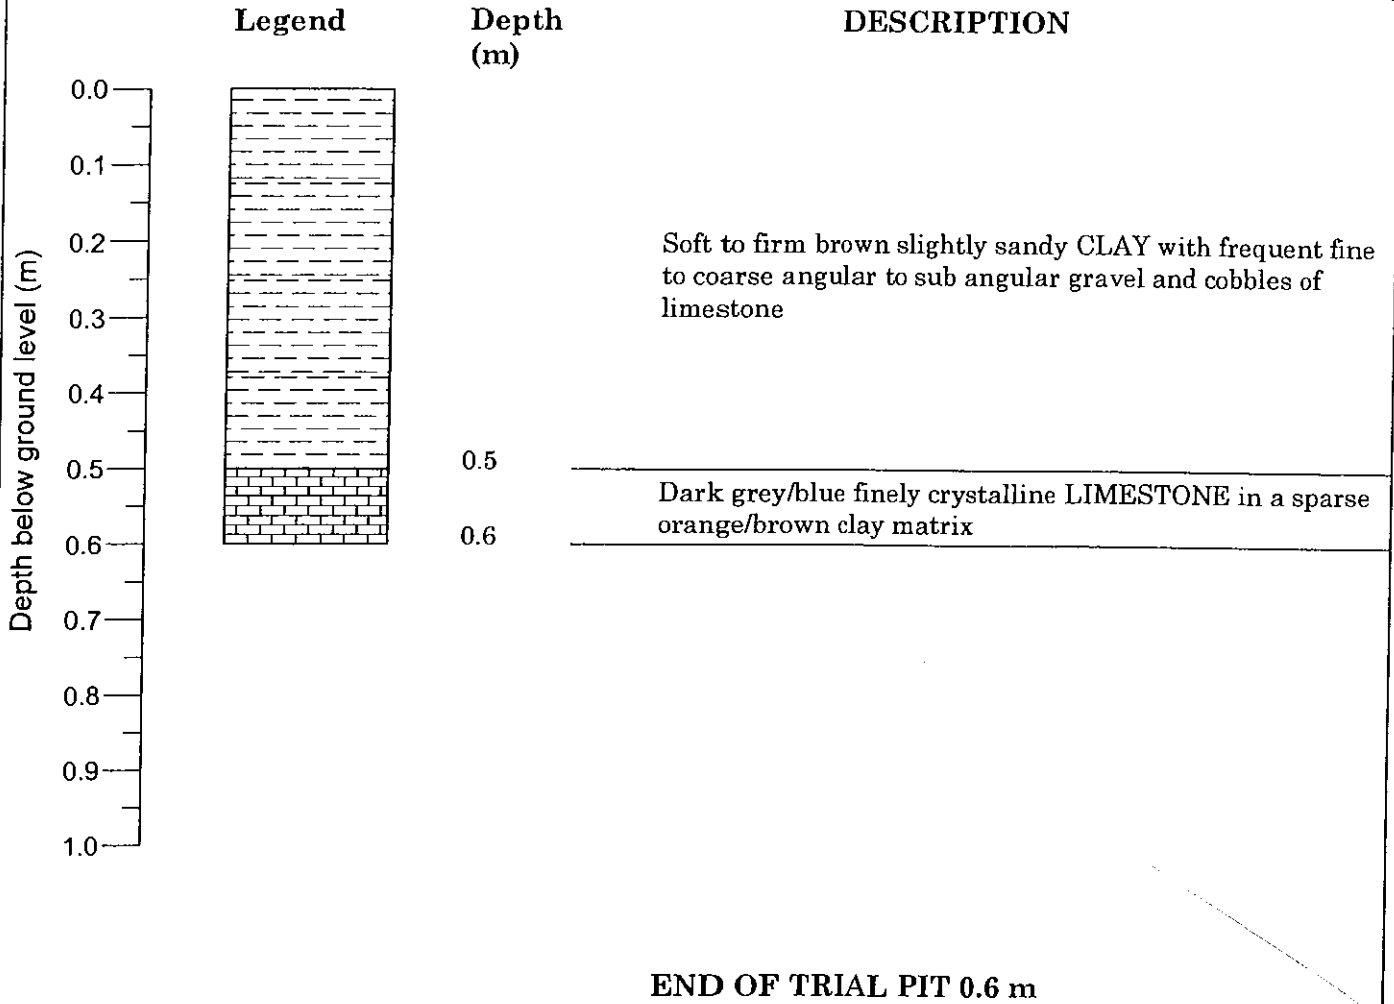 Legend Depth (m) DESCRIPTION
0.0
0.1
0.2
0.3
0.4
0.5
0.6
0.7
0.8
0.9
1.0
Depth below ground level (m)
Soft to firm brown slightly sandy CLAY with frequent fine
to coarse angular to sub angular gravel and cobbles of
limestone
0.5
Dark grey/blue finely crystalline LIMESTONE in a sparse
orange/brown clay matrix
0.6
END OF TRIAL PIT 0.6 m